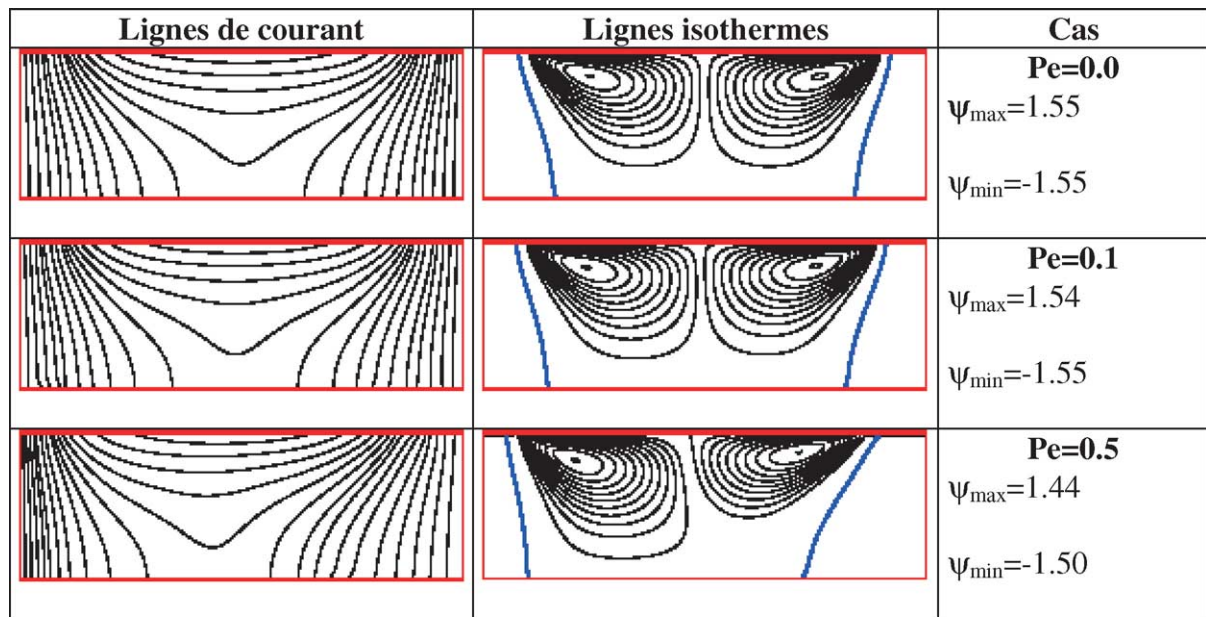 Lignes de courant Lignes isothermes Cas
Pe=0.0
ψmax=1.55
ψmin=-1.55
Pe=0.1
ψmax=1.54
ψmin=-1.55
Pe=0.5
ψmax=1.44
ψmin=-1.50